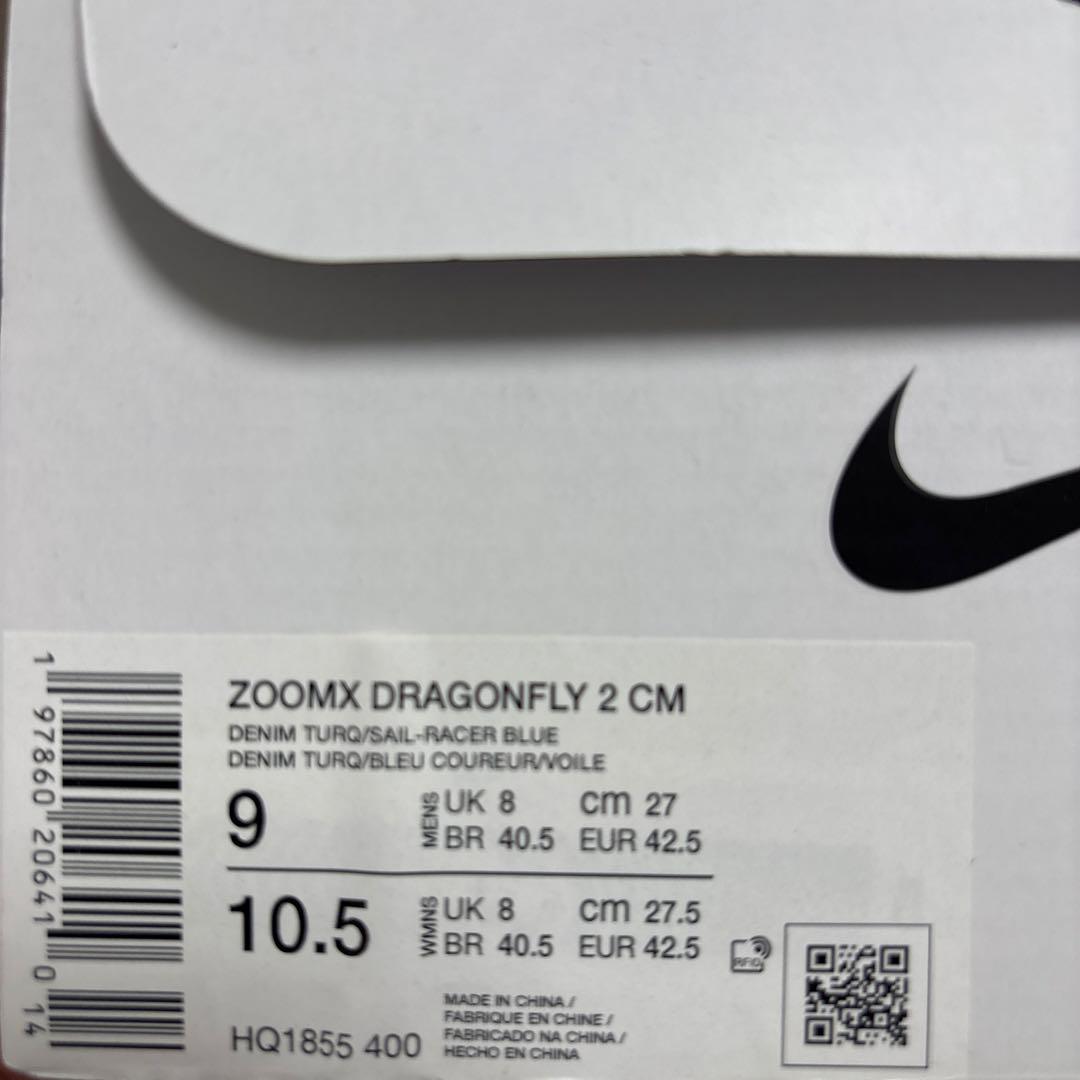 ZOOMX DRAGONFLY 2 CM
DENIM TURQ/SAIL-RACER BLUE
DENIM TURQ/BLEU COUREUR/VOILE
9 MENS UK 8 CM 27
BR 40.5 EUR 42.5
10.5 WMNS UK 8 CM 27.5
BR 40.5 EUR 42.5
RFID
MADE IN CHINA /
FABRIQUE EN CHINE /
FABRICADO NA CHINA /
HECHO EN CHINA
HQ1855 400
1 97860 20641 0 14